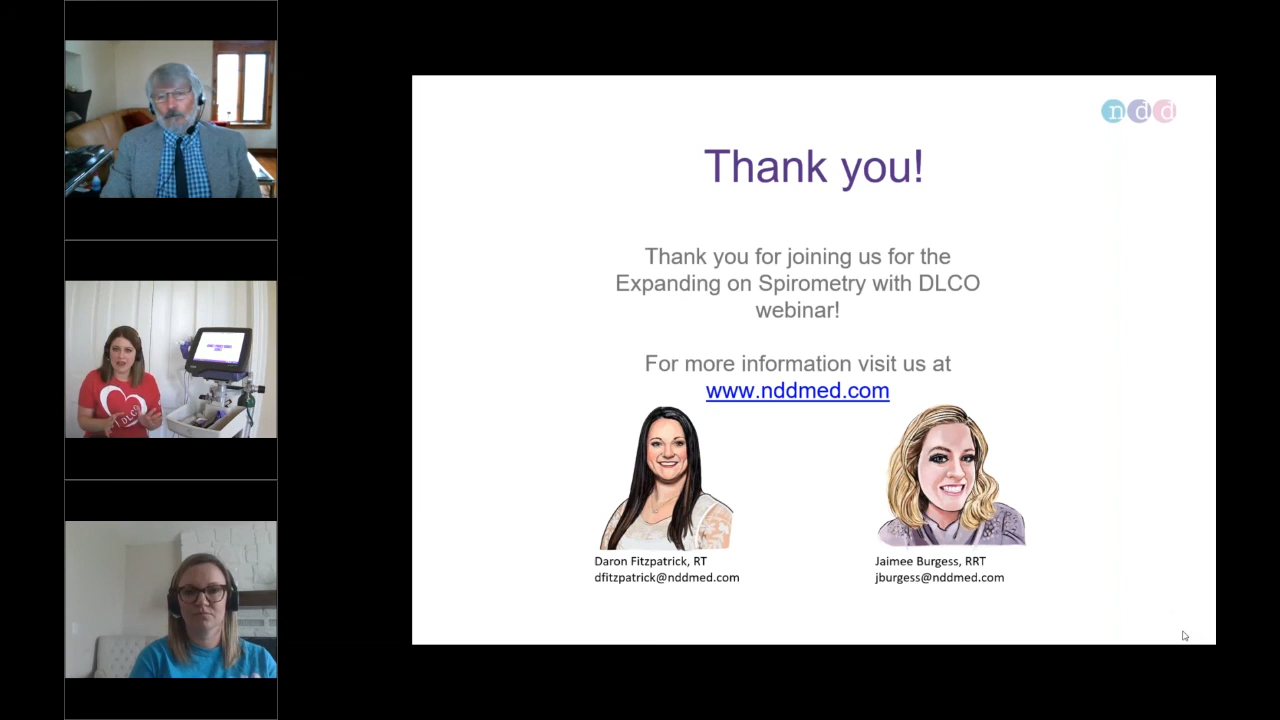 ndd
Thank you!
Thank you for joining us for the
Expanding on Spirometry with DLCO
webinar!
For more information visit us at
www.nddmed.com
Daron Fitzpatrick, RT
dfitzpatrick@nddmed.com
Jaimee Burgess, RRT
jburgess@nddmed.com
DLCO